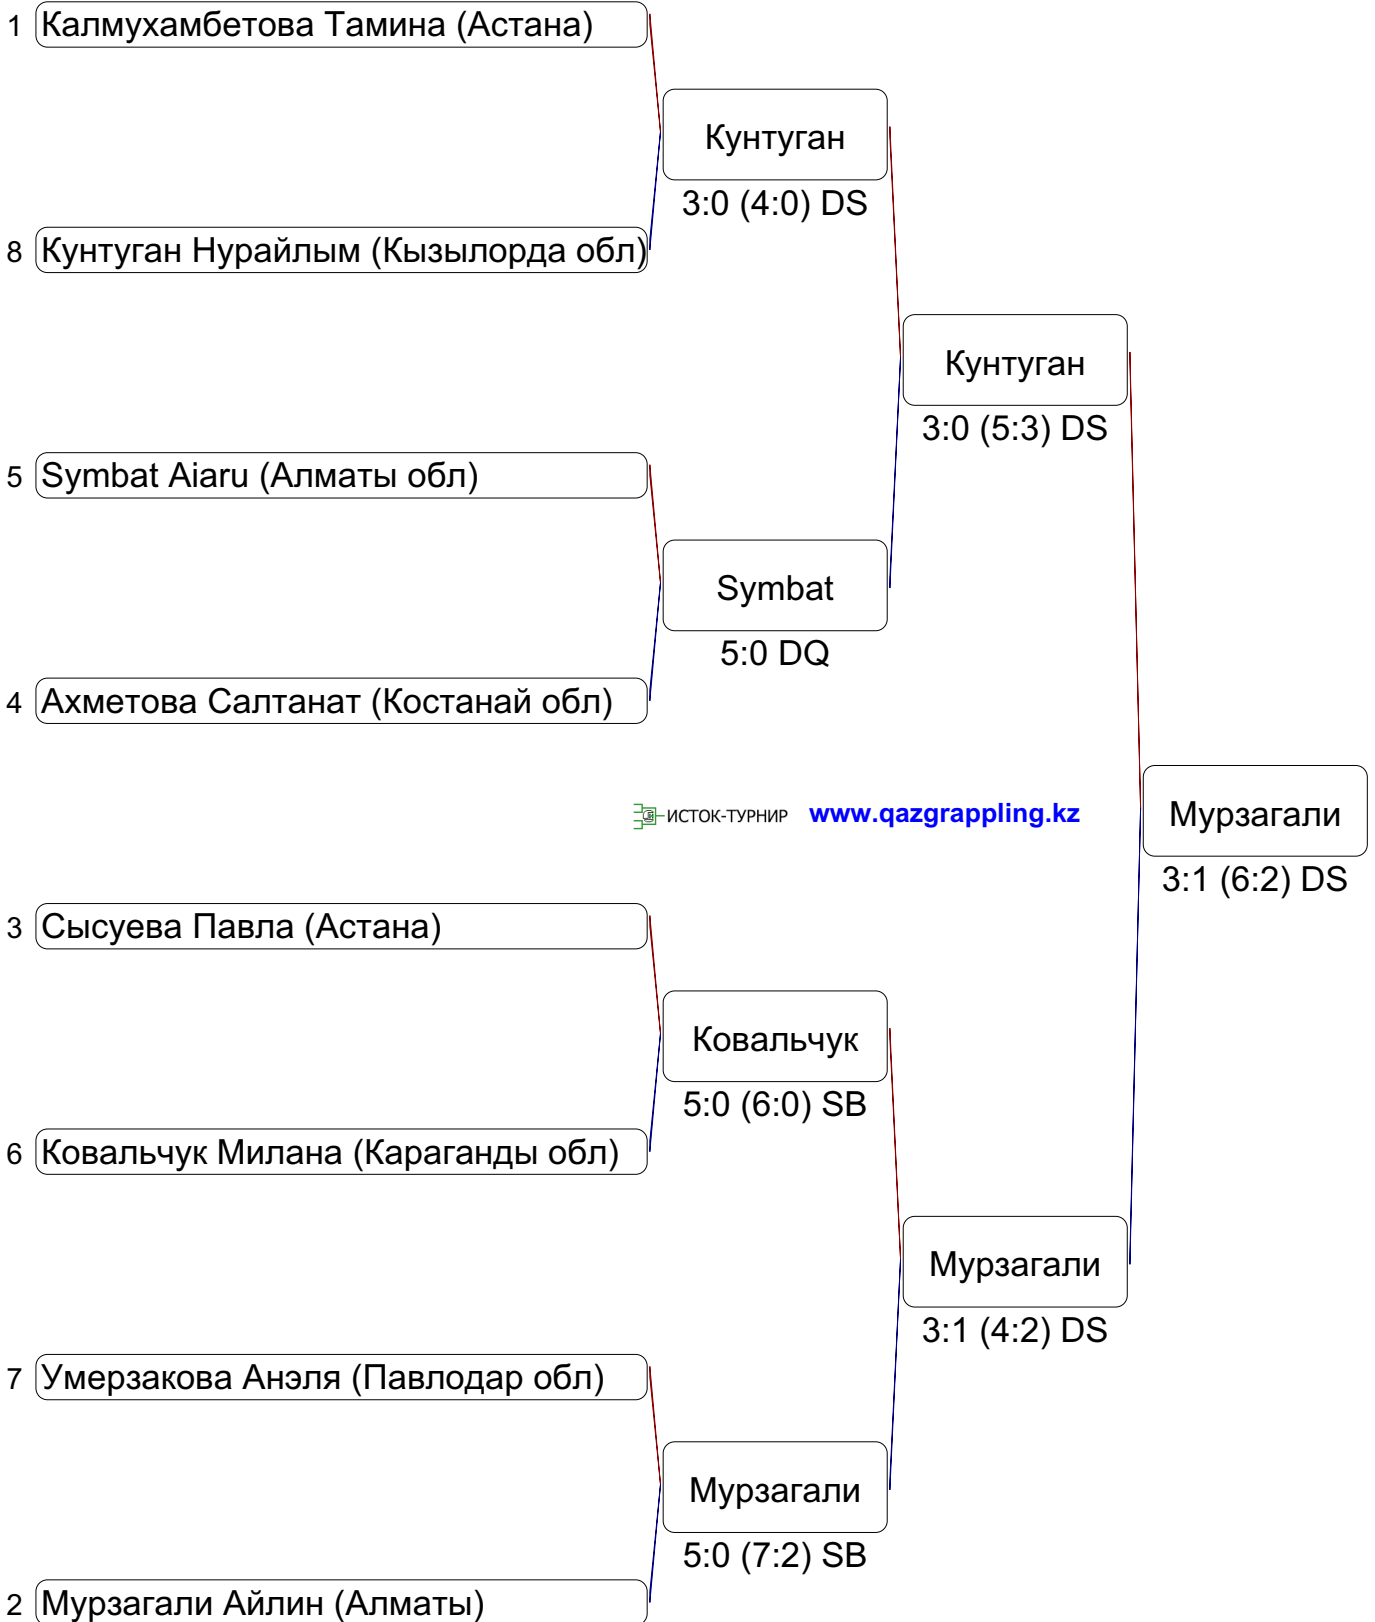 1 Калмухамбетова Тамина (Астана)
Кунтуган
3:0 (4:0) DS
8 Кунтуган Нурайлым (Кызылорда обл)
Кунтуган
3:0 (5:3) DS
5 Symbat Aiaru (Алматы обл)
Symbat
5:0 DQ
4 Ахметова Салтанат (Костанай обл)
ИСТОК-ТУРНИР www.qazgrappling.kz
Мурзагали
3:1 (6:2) DS
3 Сысуева Павла (Астана)
Ковальчук
5:0 (6:0) SB
6 Ковальчук Милана (Караганды обл)
Мурзагали
3:1 (4:2) DS
7 Умерзакова Анэля (Павлодар обл)
Мурзагали
5:0 (7:2) SB
2 Мурзагали Айлин (Алматы)